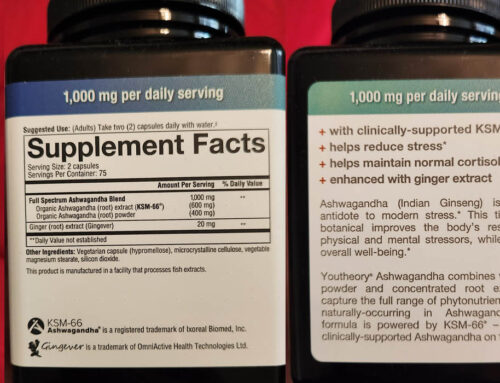 1,000 mg per daily serving
Suggested Use: (Adults) Take two (2) capsules daily with water.‡
Supplement Facts
Serving Size: 2 capsules
Servings Per Container: 75
Amount Per Serving % Daily Value
Full Spectrum Ashwagandha Blend 1,000 mg **
Organic Ashwagandha (root) extract (KSM-66®) (600 mg)
Organic Ashwagandha (root) powder (400 mg)
Ginger (root) extract (Gingever) 20 mg **
**Daily Value not established
Other Ingredients: Vegetarian capsule (hypromellose), microcrystalline cellulose, vegetable
magnesium stearate, silicon dioxide.
This product is manufactured in a facility that processes fish extracts.
KSM-66
Ashwagandha® is a registered trademark of Ixoreal Biomed, Inc.
Gingever is a trademark of OmniActive Health Technologies Ltd.
1,000 mg per daily serving
+ with clinically-supported KSM
+ helps reduce stress*
+ helps maintain normal cortisol
+ enhanced with ginger extract
Ashwagandha (Indian Ginseng) is
antidote to modern stress.* This ti
botanical improves the body's res
physical and mental stressors, while
overall well-being.*
Youtheory® Ashwagandha combines
powder and concentrated root e
capture the full range of phytonutrien
naturally-occurring in Ashwagand
formula is powered by KSM-66® –
clinically-supported Ashwagandha on